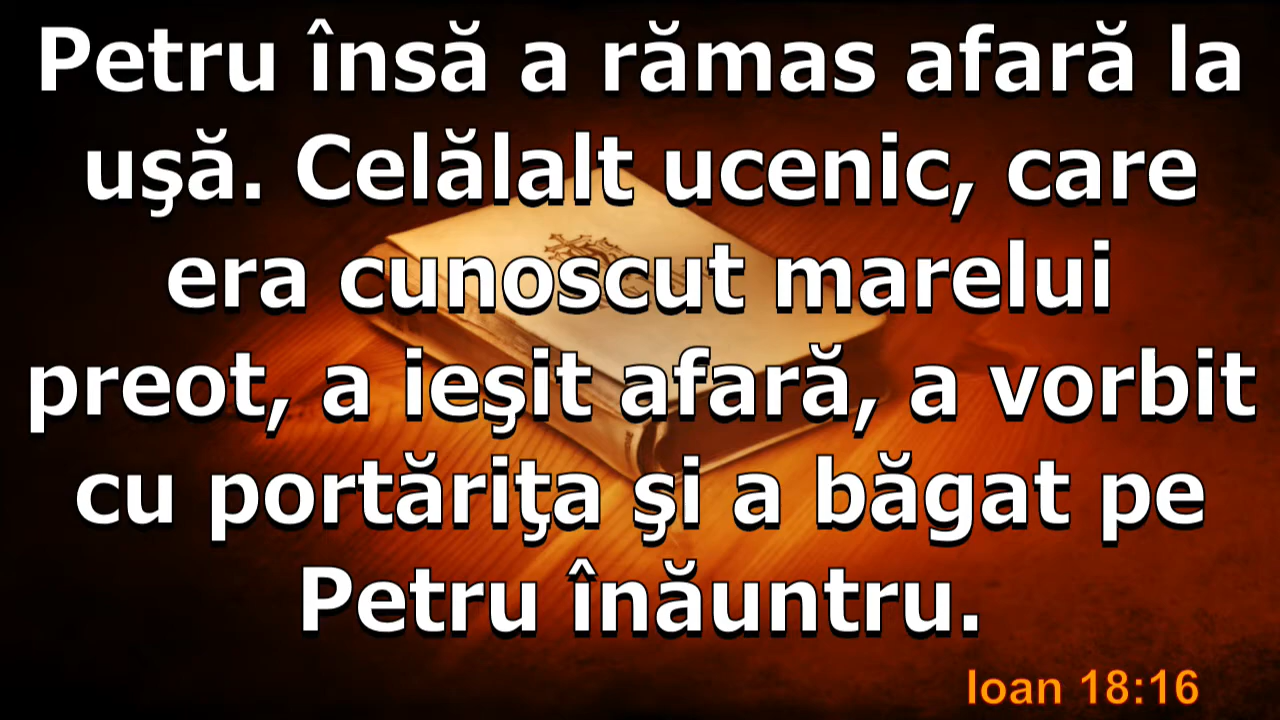 Petru însă a rămas afară la
uşă. Celălalt ucenic, care
era cunoscut marelui
preot, a ieşit afară, a vorbit
cu portăriţa şi a băgat pe
Petru înăuntru.
Ioan 18:16